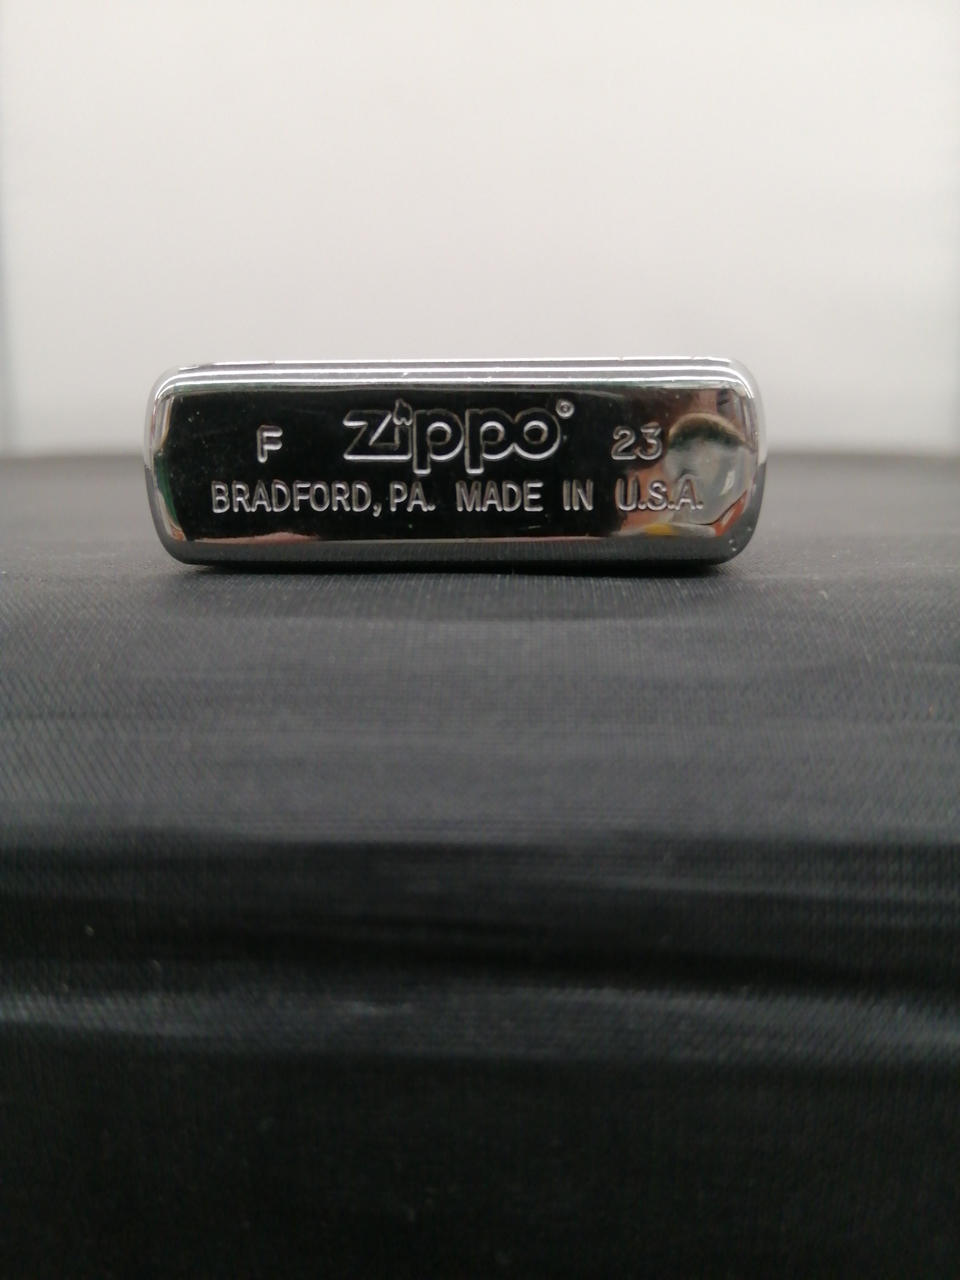 F zippo® 23
BRADFORD, PA. MADE IN U.S.A.